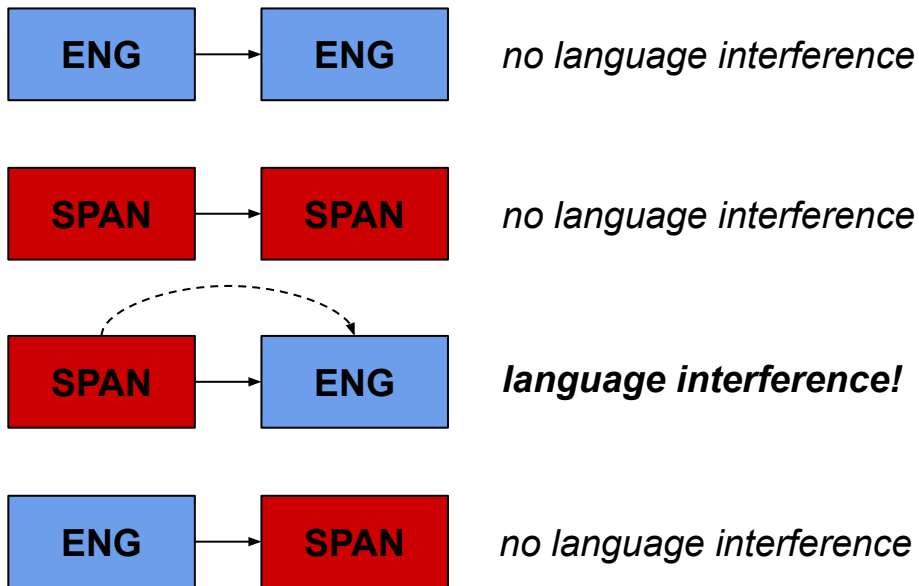 ENG ENG no language interference
SPAN SPAN no language interference
SPAN ENG language interference!
ENG SPAN no language interference